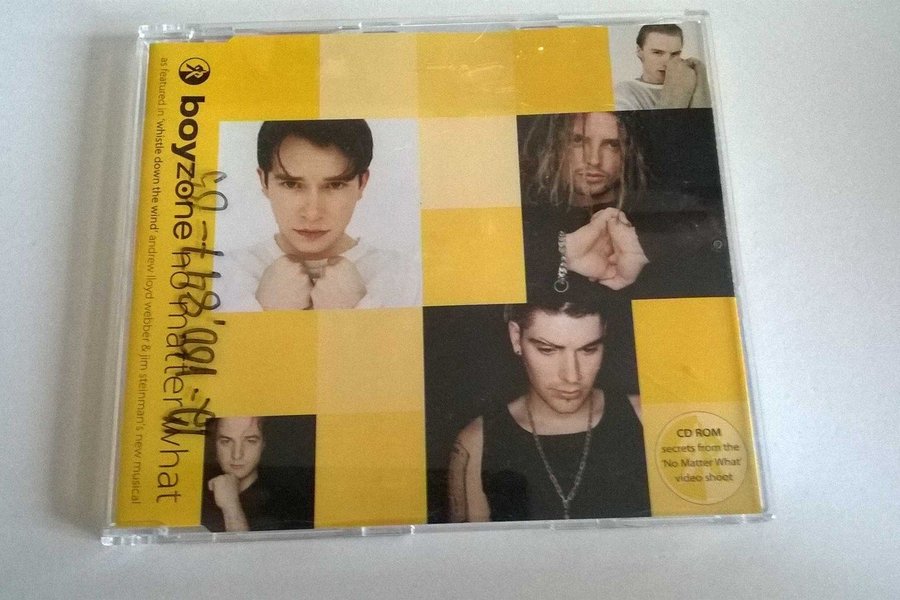 boyzone no matter what
as featured in 'whistle down the wind' andrew lloyd webber & jim steinman's new musical
CD ROM
secrets from the
'No Matter What'
video shoot